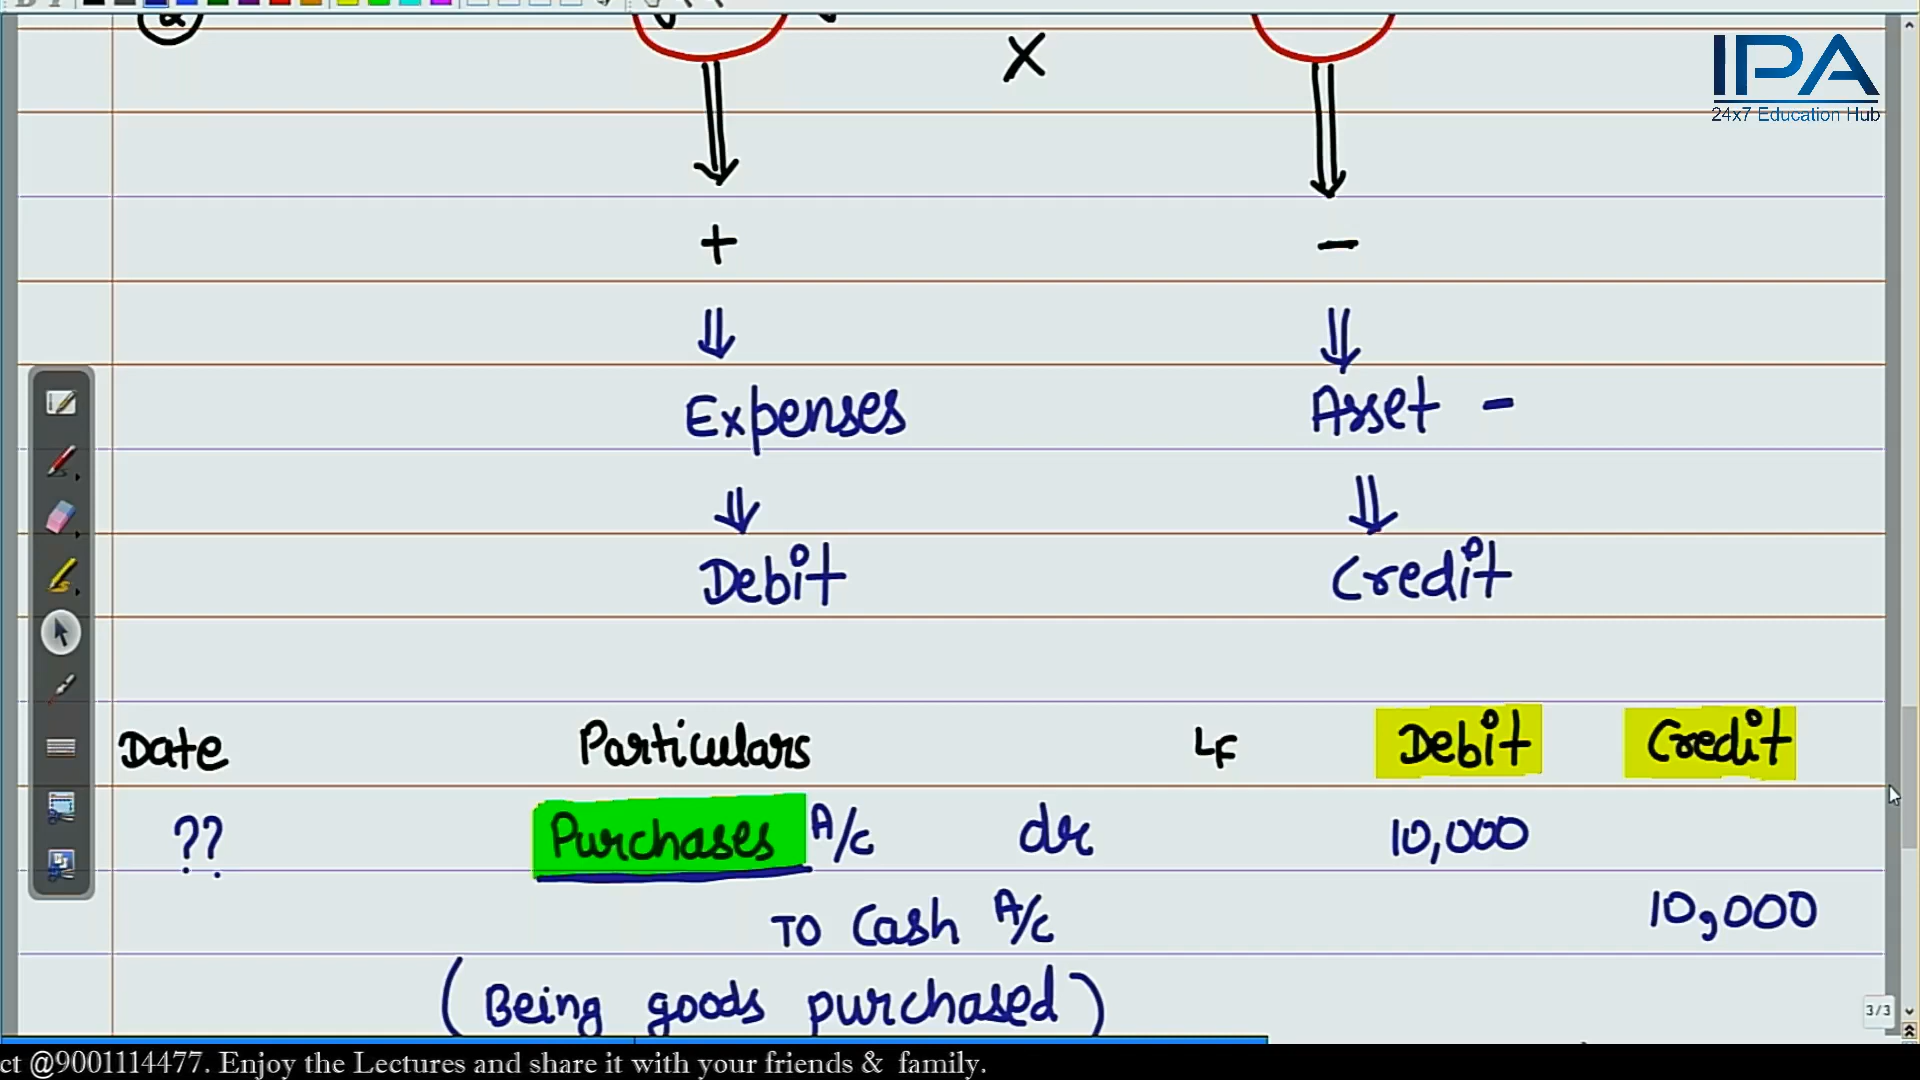 2
X
IPA
24x7 Education Hub
+ -
Expenses Asset -
Debit Credit
Date Particulars LF Debit Credit
?? Purchases A/c dr 10,000
To Cash A/c 10,000
(Being goods purchased)
3/3
ct @9001114477. Enjoy the Lectures and share it with your friends & family.